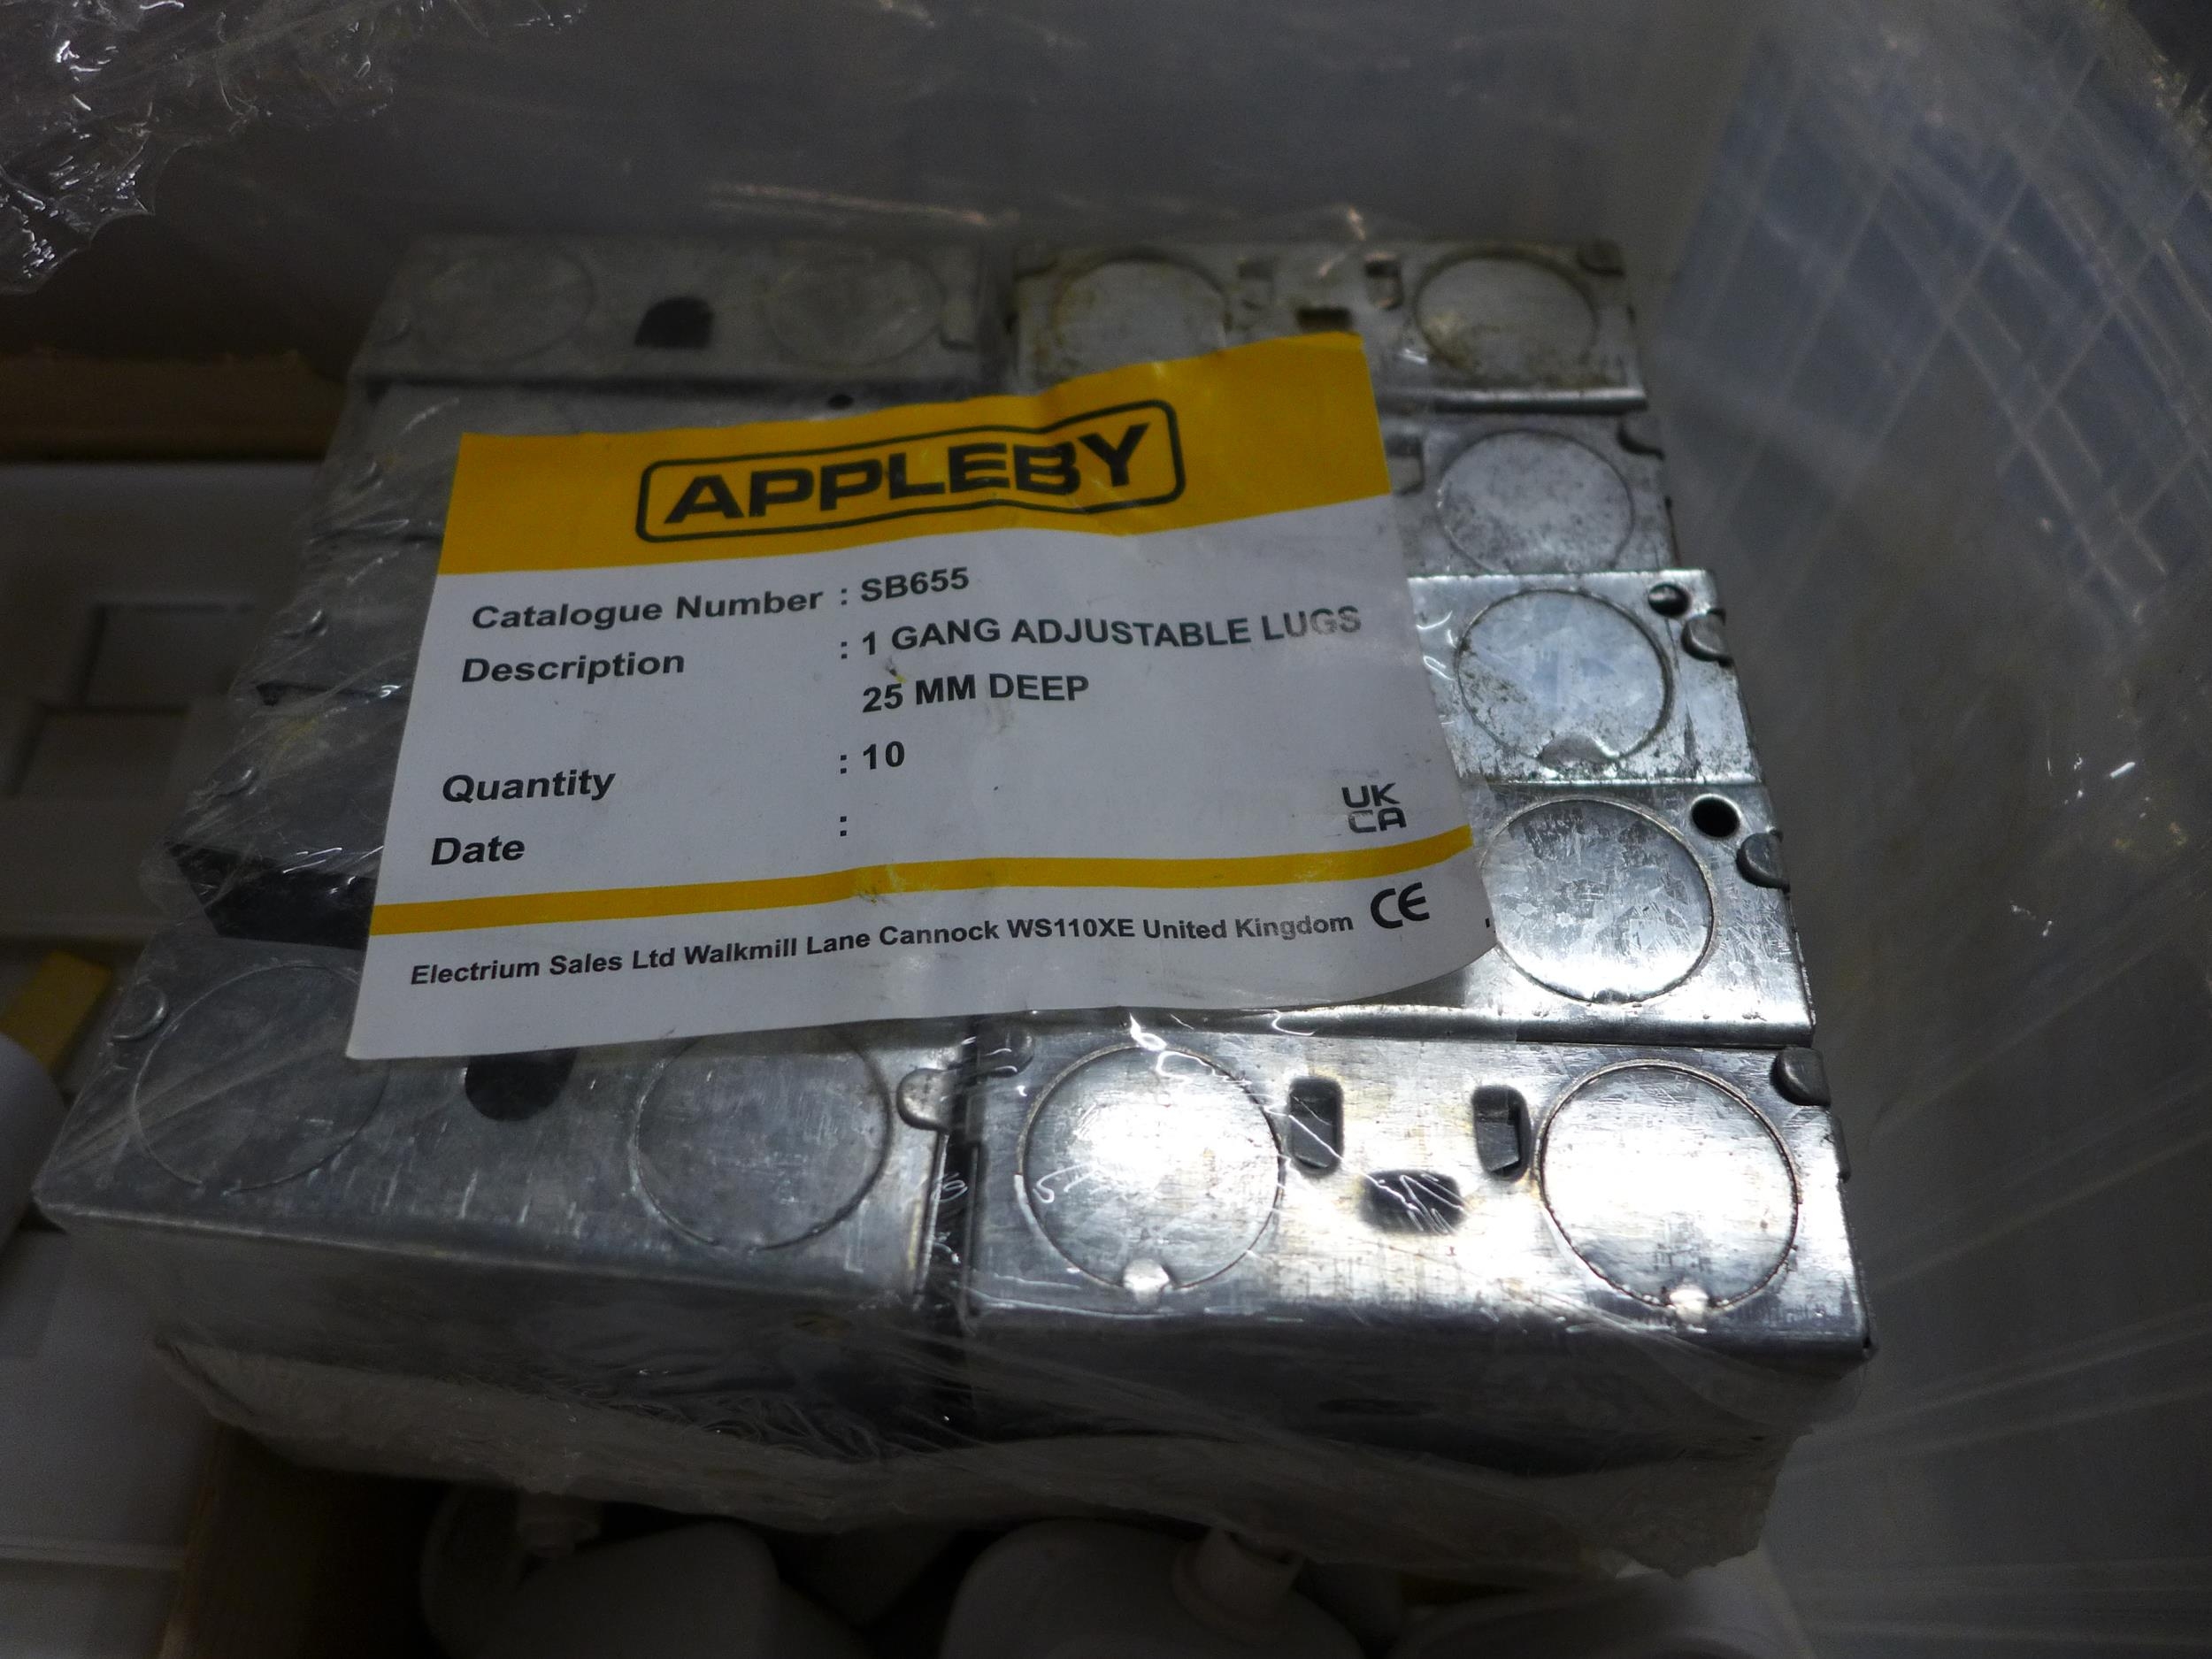 APPLEBY
Catalogue Number : SB655
Description : 1 GANG ADJUSTABLE LUGS
25 MM DEEP
Quantity : 10
Date :
UK
CA
Electrium Sales Ltd Walkmill Lane Cannock WS110XE United Kingdom CE